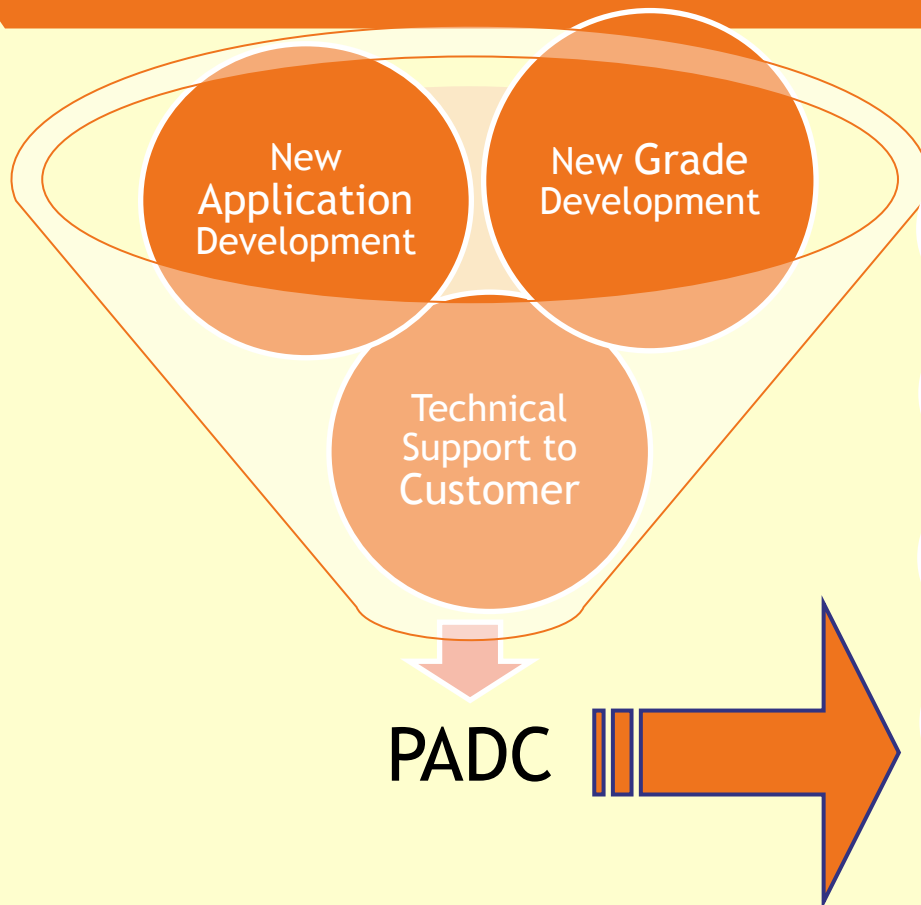 New
Application
Development
New Grade
Development
Technical
Support to
Customer
PADC